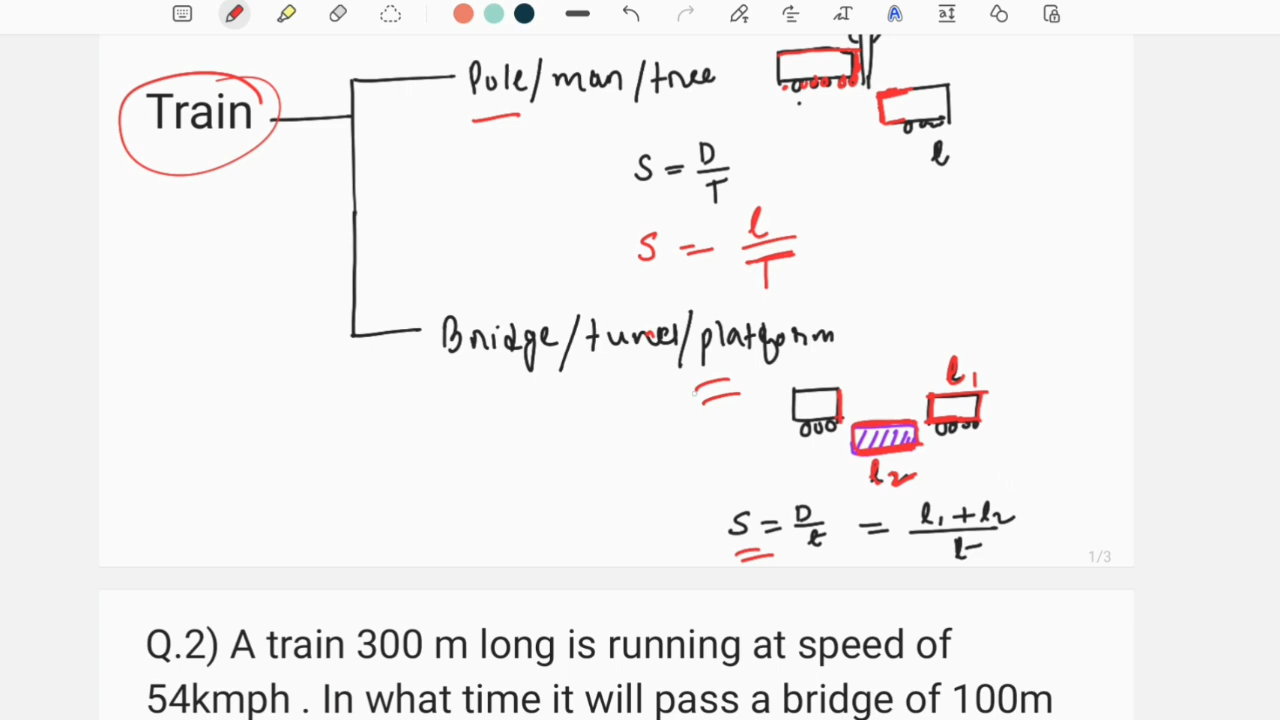 Pole/man/tree
Train
l
S = D/T
S = l/T
Bridge/tunnel/platform
l1
l2
S = D/t = l1+l2/t
1/3
Q.2) A train 300 m long is running at speed of
54kmph . In what time it will pass a bridge of 100m